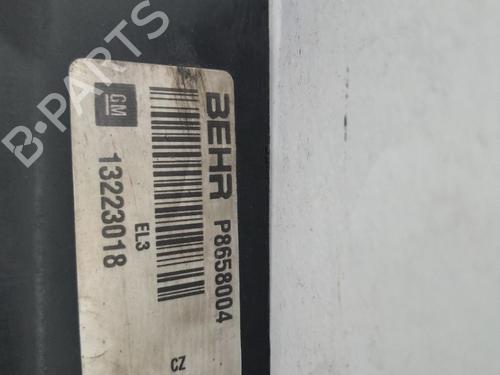 BEHR P8658004
EL3
CZ
GM 13223018
B-PARTS